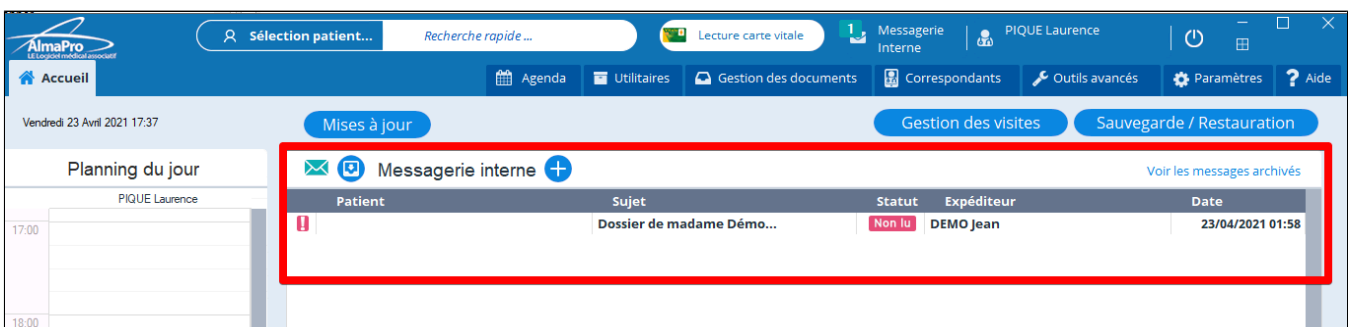 AlmaPro
LE Logiciel médical associatif
Sélection patient...
Recherche rapide ...
Lecture carte vitale
1
Messagerie
Interne
PIQUE Laurence
Accueil
Agenda
Utilitaires
Gestion des documents
Correspondants
Outils avancés
Paramètres
? Aide
Vendredi 23 Avril 2021 17:37
Mises à jour
Gestion des visites
Sauvegarde / Restauration
Planning du jour
PIQUE Laurence
17:00
18:00
Messagerie interne
Voir les messages archivés
Patient Sujet Statut Expéditeur Date
Dossier de madame Démo... Non lu DEMO Jean 23/04/2021 01:58